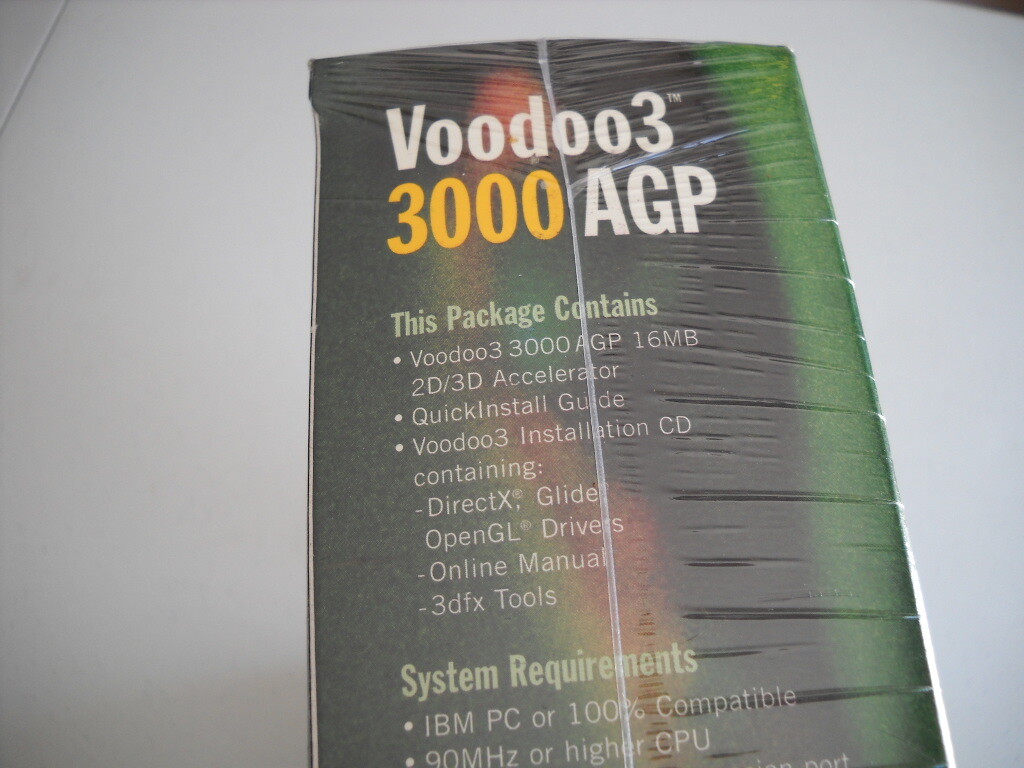 Voodoo3™
3000 AGP
This Package Contains
• Voodoo3 3000 AGP 16MB
2D/3D Accelerator
• QuickInstall Guide
• Voodoo3 Installation CD
containing:
-DirectX®, Glide
OpenGL® Drivers
-Online Manual
-3dfx Tools
System Requirements
• IBM PC or 100% Compatible
• 90MHz or higher CPU
port